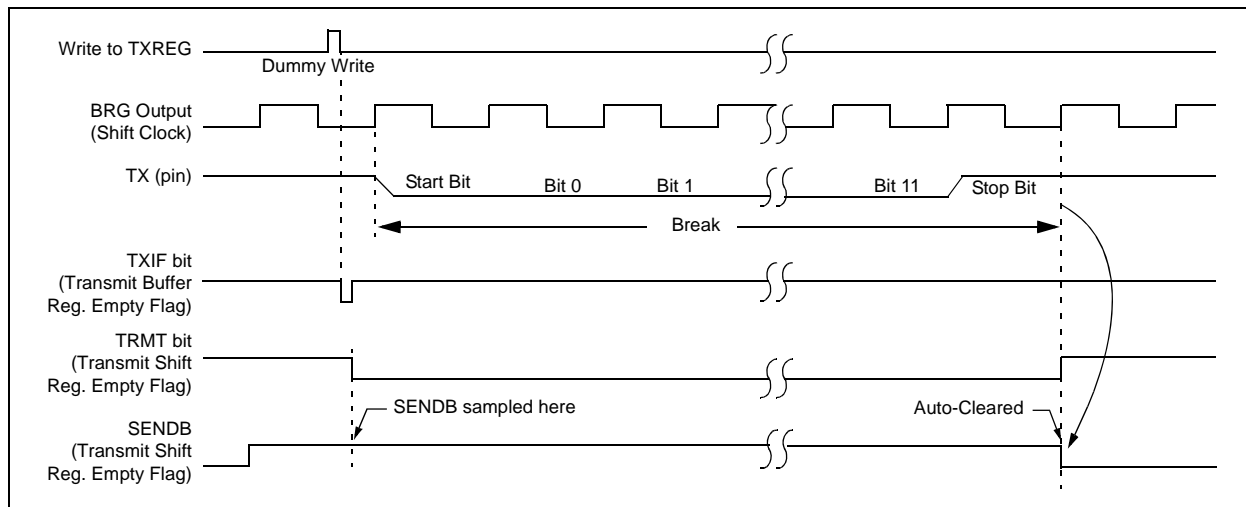 Write to TXREG
Dummy Write
BRG Output
(Shift Clock)
TX (pin)
Start Bit
Bit 0
Bit 1
Bit 11
Stop Bit
Break
TXIF bit
(Transmit Buffer
Reg. Empty Flag)
TRMT bit
(Transmit Shift
Reg. Empty Flag)
SENDB sampled here
Auto-Cleared
SENDB
(Transmit Shift
Reg. Empty Flag)